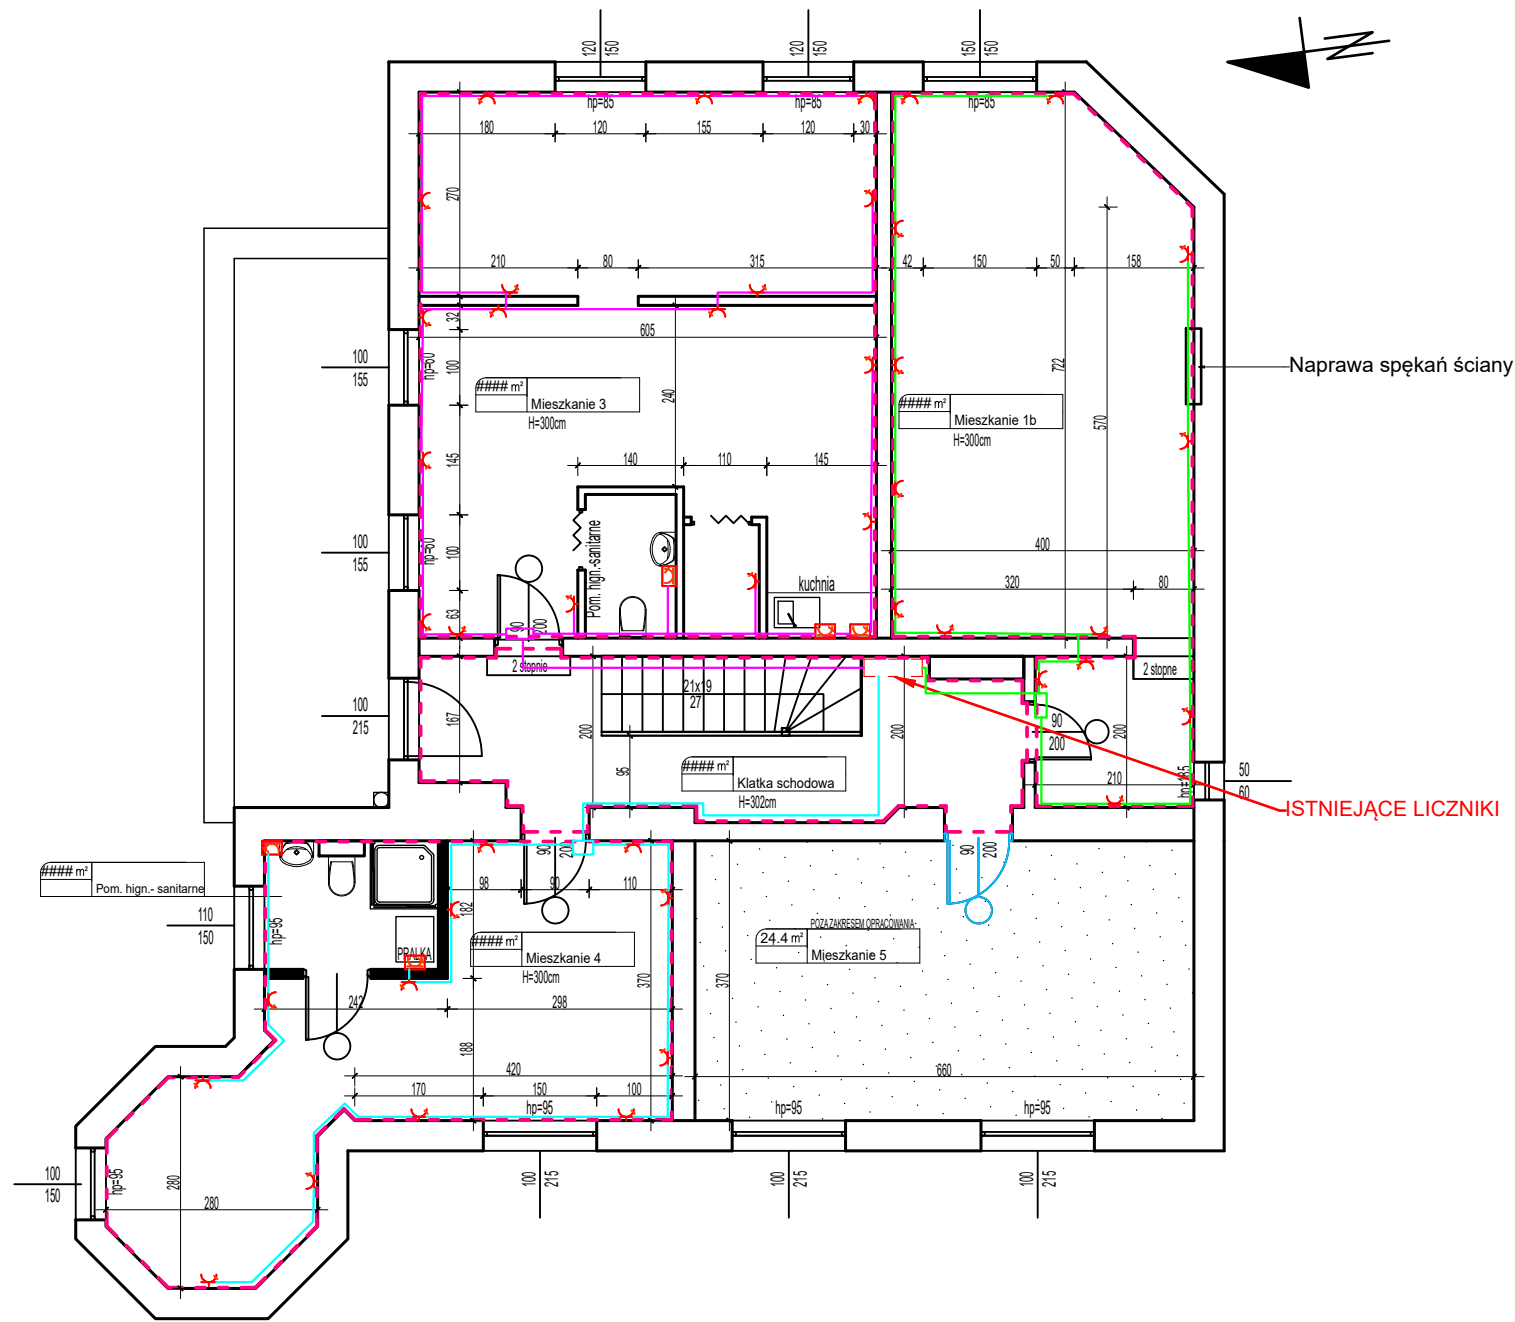 120
150
120
150
150
150
N
hp=85
hp=85
hp=85
180
120
155
120
30
270
210
80
315
42
150
50
158
32
605
100
155
hp=60
100
240
722
Naprawa spękań ściany
#### m²
Mieszkanie 3
H=300cm
#### m²
Mieszkanie 1b
H=300cm
570
145
140
110
145
100
155
hp=60
100
Pom. hign.-sanitarne
kuchnia
400
320
80
63
90
200
2 stopnie
2 stopne
21x19
27
100
215
167
200
95
200
90
200
200
#### m²
Klatka schodowa
H=302cm
210
50
60
ISTNIEJĄCE LICZNIKI
90
200
90
200
#### m²
Pom. hign.- sanitarne
98
90
110
182
110
150
hp=95
PRALKA
#### m²
Mieszkanie 4
H=300cm
370
370
POZA ZAKRESEM OPRACOWANIA
24.4 m²
Mieszkanie 5
242
298
188
420
660
170
150
100
hp=95
hp=95
hp=95
100
150
hp=95
280
280
100
215
100
215
100
215